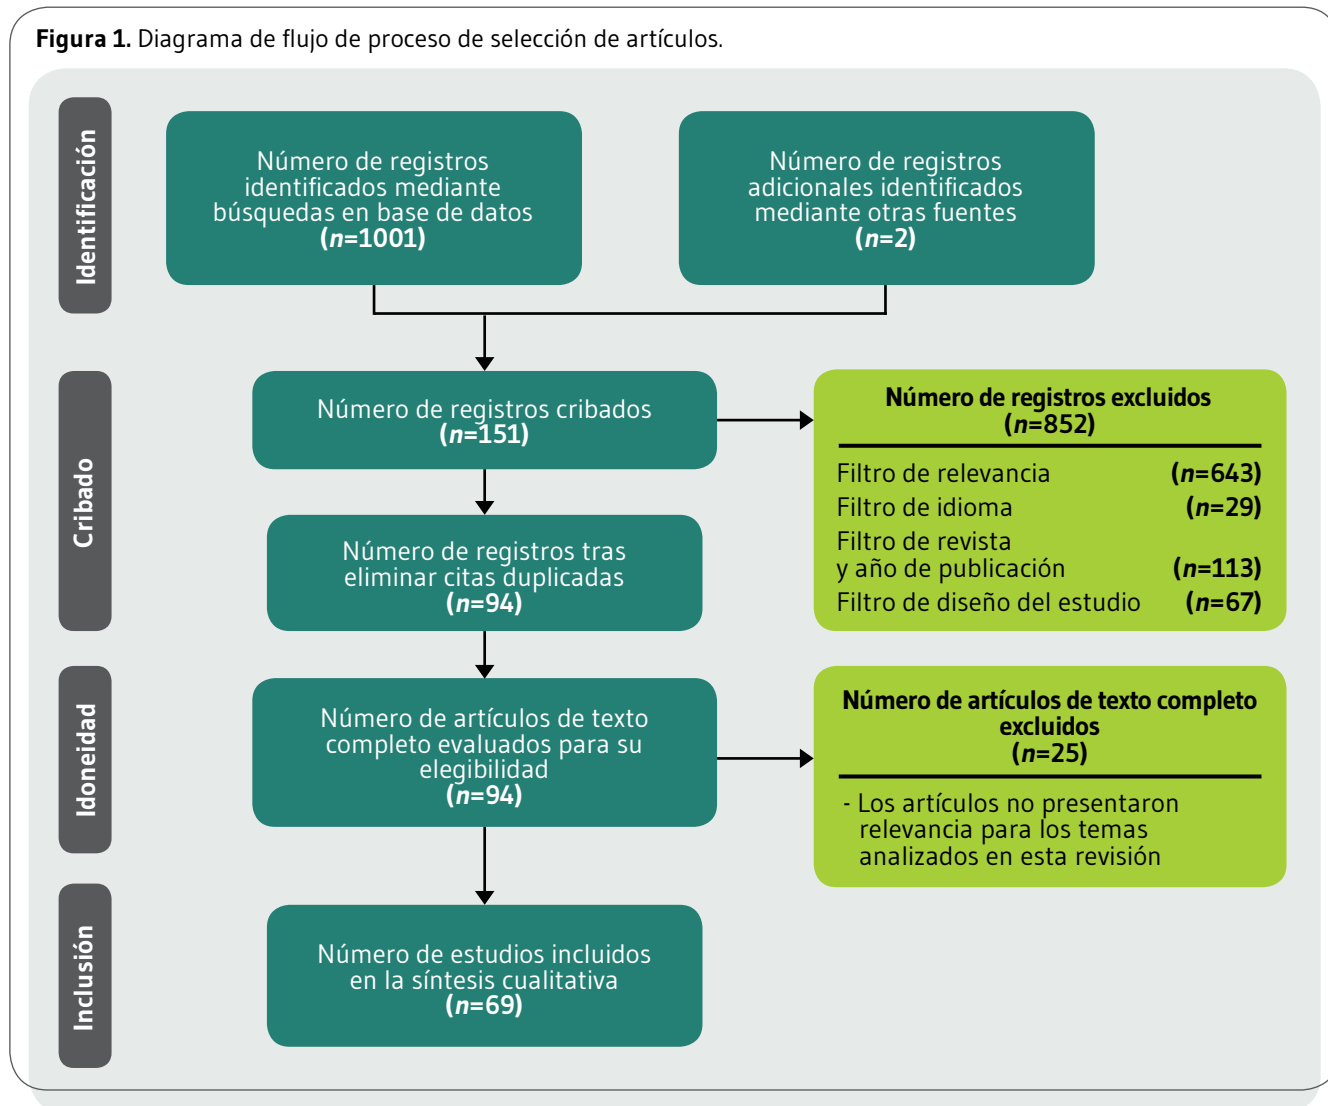 Figura 1. Diagrama de flujo de proceso de selección de artículos.
Identificación
Número de registros
identificados mediante
búsquedas en base de datos
(n=1001)
Número de registros
adicionales identificados
mediante otras fuentes
(n=2)
Cribado
Número de registros cribados
(n=151)
Número de registros excluidos
(n=852)
Filtro de relevancia (n=643)
Filtro de idioma (n=29)
Filtro de revista
y año de publicación (n=113)
Filtro de diseño del estudio (n=67)
Número de registros tras
eliminar citas duplicadas
(n=94)
Idoneidad
Número de artículos de texto
completo evaluados para su
elegibilidad
(n=94)
Número de artículos de texto completo
excluidos
(n=25)
- Los artículos no presentaron
relevancia para los temas
analizados en esta revisión
Inclusión
Número de estudios incluidos
en la síntesis cualitativa
(n=69)